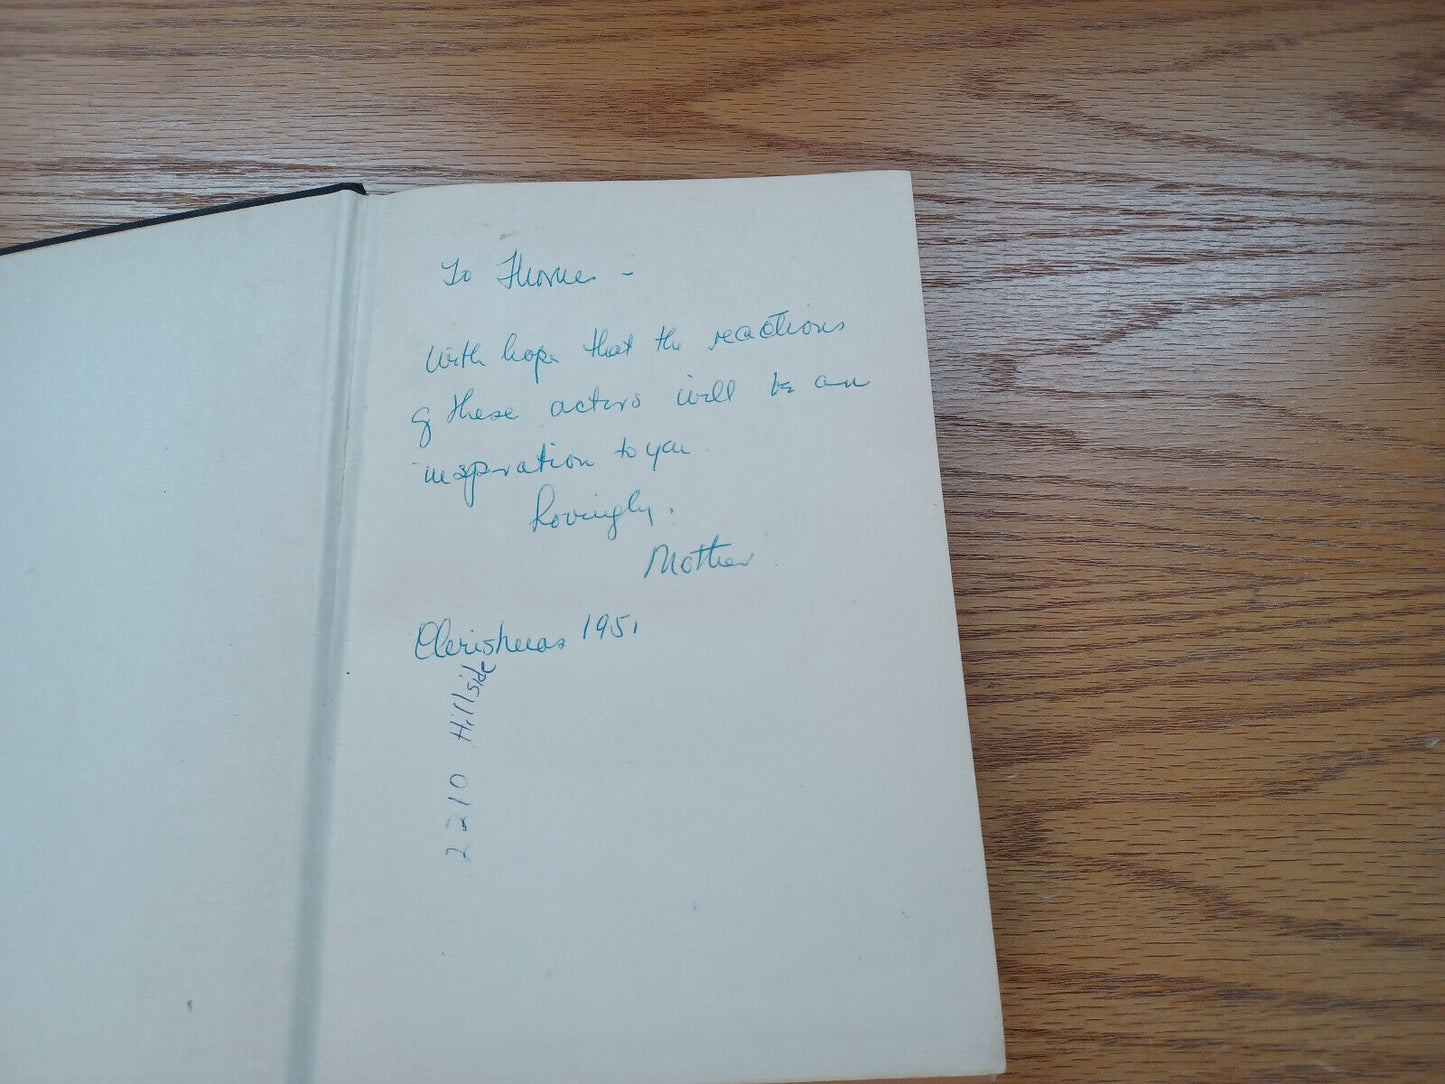 To Thorne -
With hope that the reactions
of these actors will be an
inspiration to you.
Lovingly,
Mother
Christmas 1951
2210 Hillside